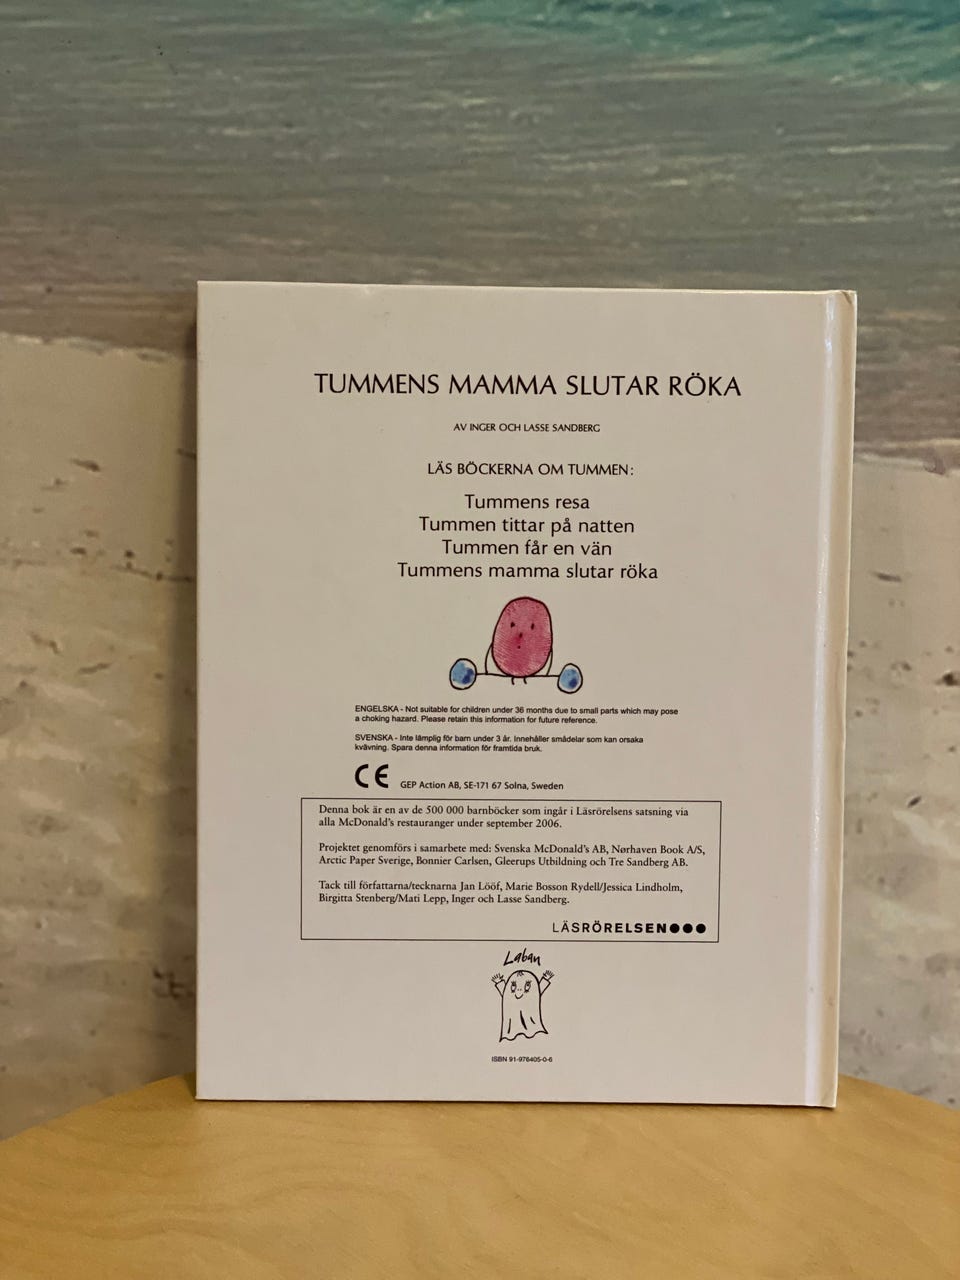 TUMMENS MAMMA SLUTAR RÖKA
AV INGER OCH LASSE SANDBERG
LÄS BÖCKERNA OM TUMMEN:
Tummens resa
Tummen tittar på natten
Tummen får en vän
Tummens mamma slutar röka
ENGELSKA - Not suitable for children under 36 months due to small parts which may pose
a choking hazard. Please retain this information for future reference.
SVENSKA - Inte lämplig för barn under 3 år. Innehåller smådelar som kan orsaka
kvävning. Spara denna information för framtida bruk.
CE GEP Action AB, SE-171 67 Solna, Sweden
Denna bok är en av de 500 000 barnböcker som ingår i Läsrörelsens satsning via
alla McDonald's restauranger under september 2006.
Projektet genomförs i samarbete med: Svenska McDonald's AB, Nørhaven Book A/S,
Arctic Paper Sverige, Bonnier Carlsen, Gleerups Utbildning och Tre Sandberg AB.
Tack till författarna/tecknarna Jan Lööf, Marie Bosson Rydell/Jessica Lindholm,
Birgitta Stenberg/Mati Lepp, Inger och Lasse Sandberg.
LÄSRÖRELSEN●●●
Laban
ISBN 91-976405-0-6